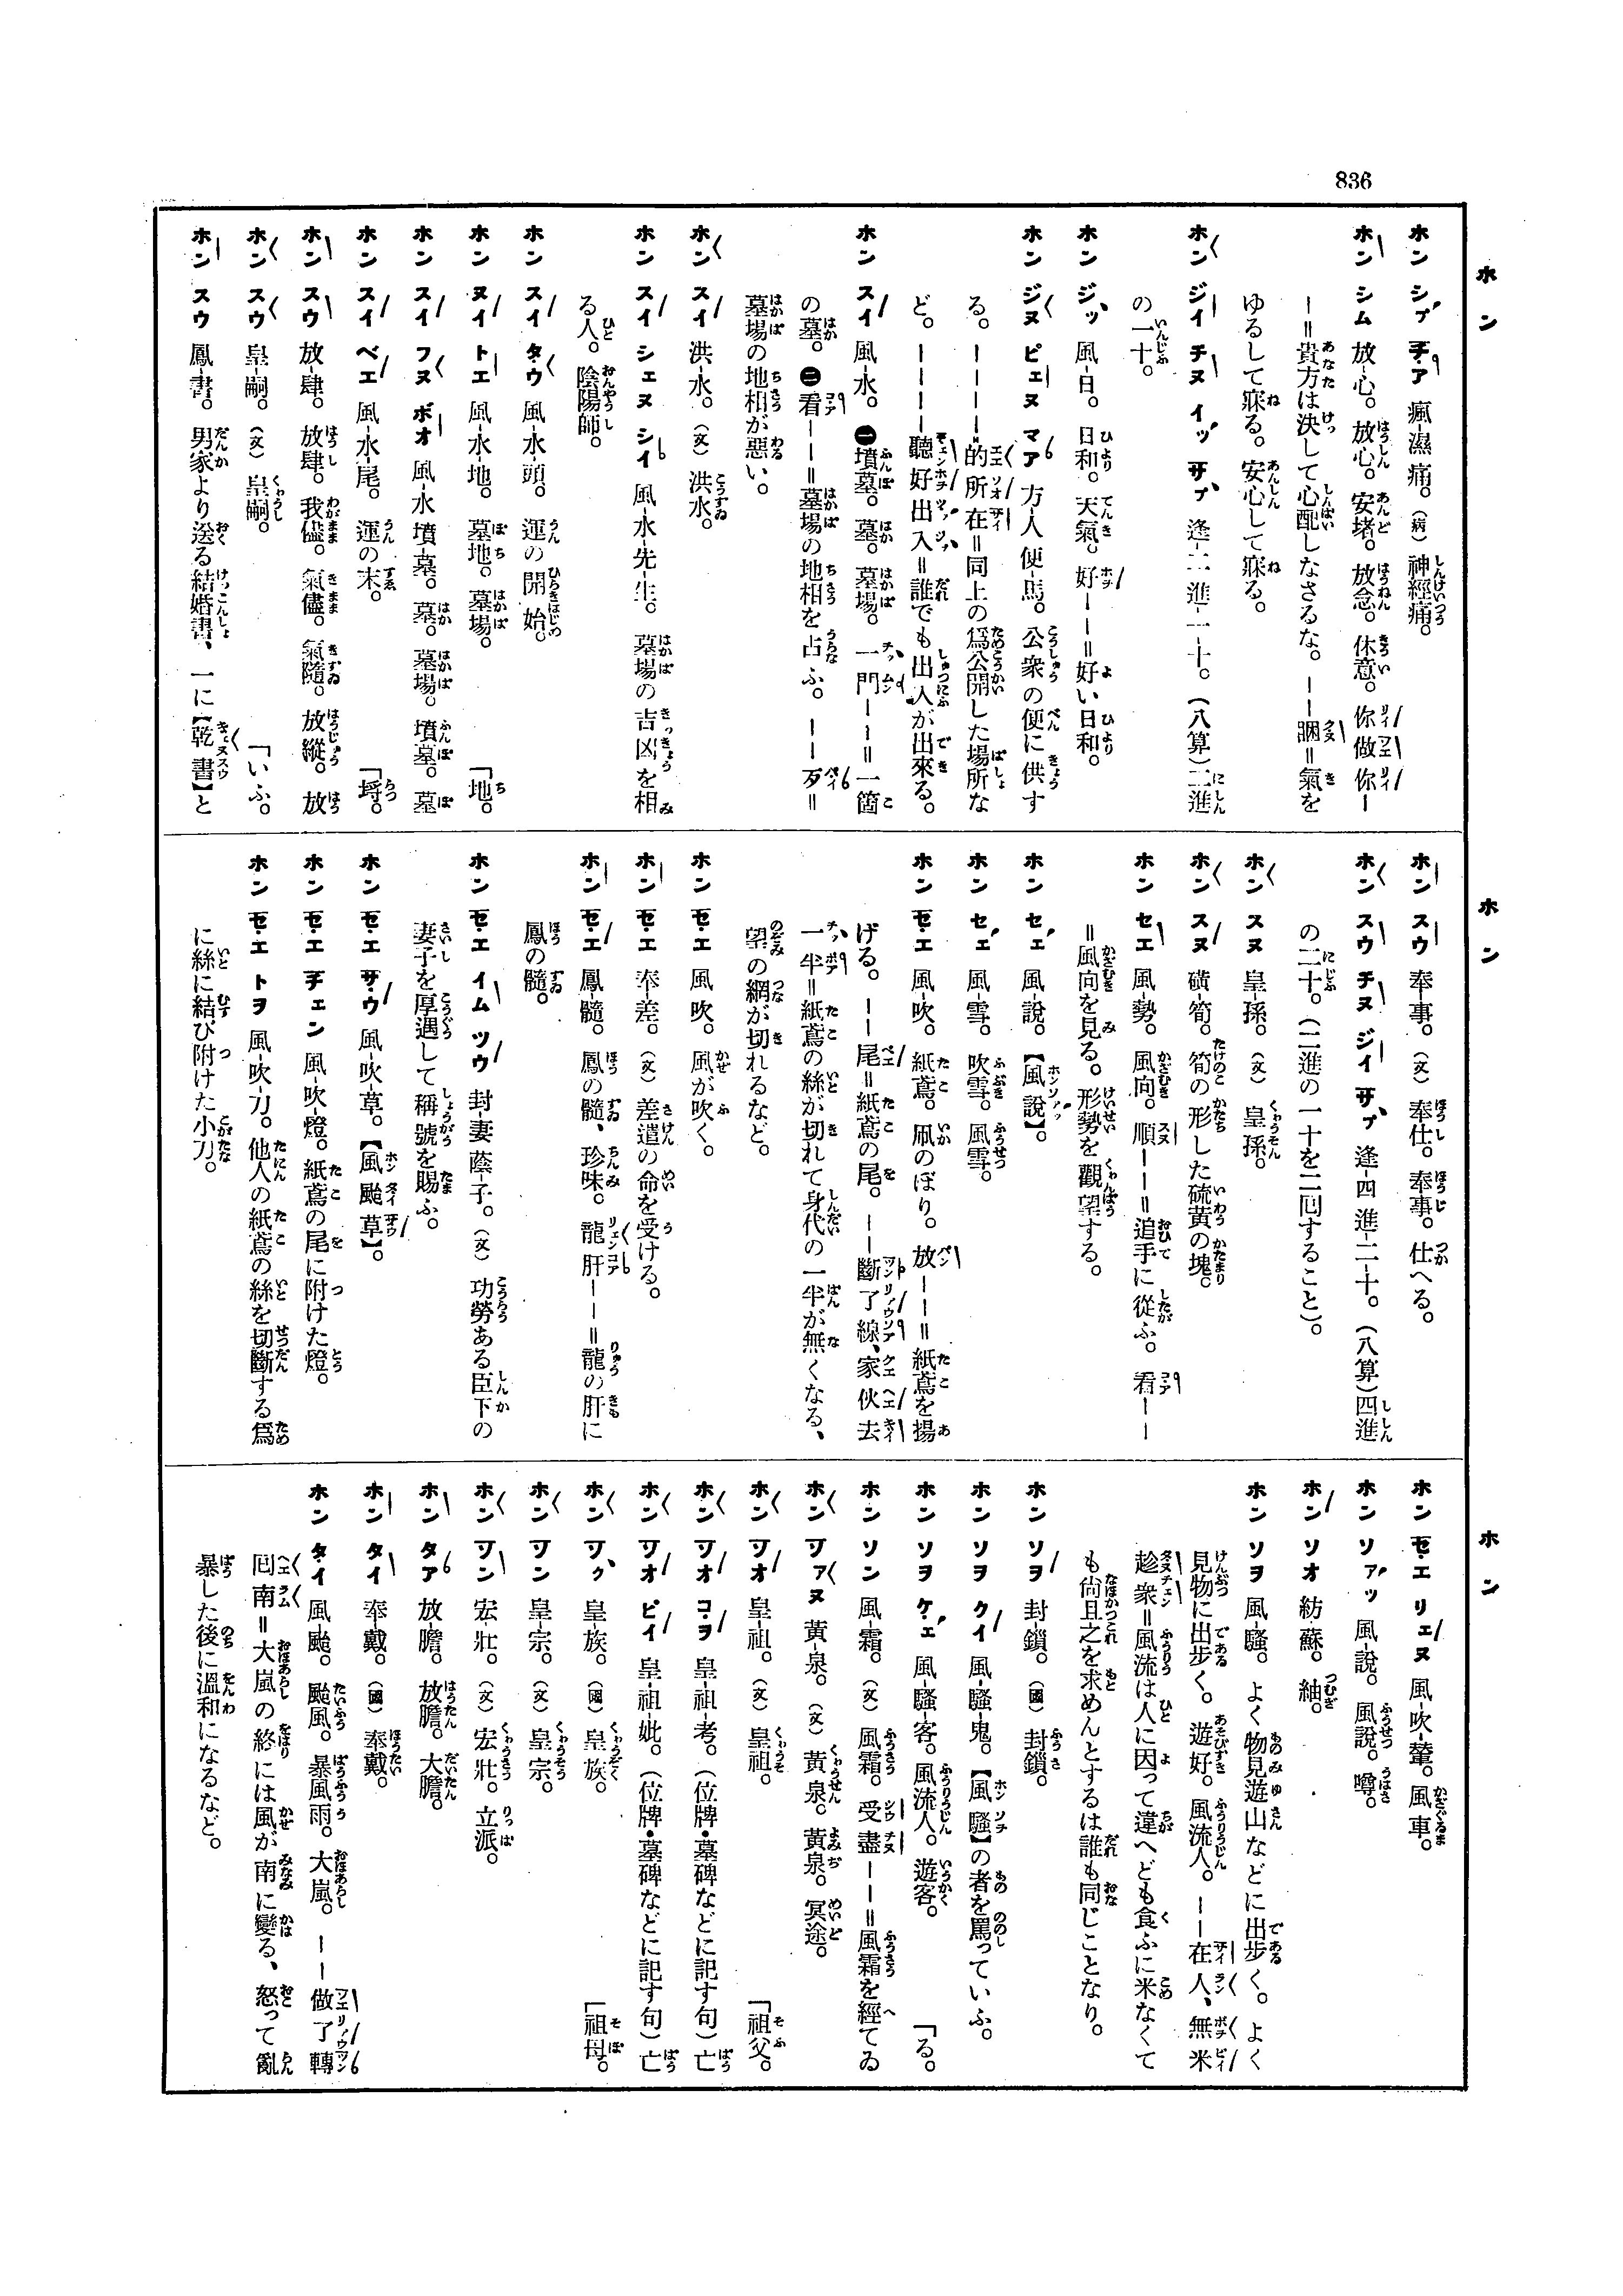 836
ホン
ホン シプ チア 瘋-濕 痛。(病) 神經痛。
ホン シム 放-心。放心。安堵。放念。休意。你做你—
—=貴方は決して心配しなさるな。——睏=氣を
ゆるして寐る。安心して寐る。
ホン ジイ チヌ イッ サプ 逢-二 進-一-十。(八算)二進
の一十。
ホン ジッ 風-日。日和。天氣。好——=好い日和。
ホン ジヌ ピェヌ マア 方-人 便-馬。公衆の便に供す
る。————的所在=同上の爲公開した場所な
ど。————聽好出入=誰でも出入が出來る。
ホン スイ 風-水。㊀墳墓。墓。墓場。一門——=一箇
の墓。㊁看——=墓場の地相を占ふ。——歹=
墓場の地相が惡い。
ホン スイ 洪-水。(文) 洪水。
ホン スイ シェヌ シイ 風-水-先-生。墓場の吉凶を相
る人。陰陽師。
ホン スイ タウ 風-水-頭。運の開始。
ホン スイ トエ 風-水-地。墓地。墓場。「地。
ホン スイ フヌ ボオ 風-水 墳-墓。墓。墓場。墳墓。墓
ホン スイ ベエ 風-水-尾。運の末。「埒。
ホン スウ 放-肆。放肆。我儘。氣儘。氣隨。放縱。放
ホン スウ 皇-嗣。(文) 皇嗣。「いふ。
ホン スウ 鳳-書。男家より送る結婚書、一に【乾書】と
ホン
ホン スウ 奉-事。(文) 奉仕。奉事。仕へる。
ホン スウ チヌ ジイ サプ 逢-四 進-二-十。(八算)四進
の二十。(二進の一十を二囘すること)。
ホン スヌ 皇-孫。(文) 皇孫。
ホン スヌ 磺-筍。筍の形した硫黄の塊。
ホン セエ 風-勢。風向。順——=追手に從ふ。看——
=風向を見る。形勢を觀望する。
ホン セェ 風-說。【風說】。
ホン セェ 風-雪。吹雪。風雪。
ホン セエ 風-吹。紙鳶。凧のぼり。放——=紙鳶を揚
げる。——尾=紙鳶の尾。——斷了線、家伙去
一半=紙鳶の絲が切れて身代の一半が無くなる、
望の綱が切れるなど。
ホン セエ 風 吹。風が吹く。
ホン セエ 奉-差。(文) 差遣の命を受ける。
ホン セエ 鳳-髓。鳳の髓、珍味。龍肝——=龍の肝に
鳳の髓。
ホン セエ イム ツウ 封-妻 蔭-子。(文) 功勞ある臣下の
妻子を厚遇して稱號を賜ふ。
ホン セエ サウ 風-吹-草。【風颱草】。
ホン セエ チェン 風-吹-燈。紙鳶の尾に附けた燈。
ホン セエ トヲ 風-吹-刀。他人の紙鳶の絲を切斷する爲
に絲に結び附けた小刀。
ホン
ホン セエ リェヌ 風-吹-輦。風車。
ホン ソァッ 風-說。風說。噂。
ホン ソオ 紡-蘇。紬。
ホン ソヲ 風-騷。よく物見遊山などに出步く。よく
見物に出步く。遊好。風流人。——在人、無米
趁衆=風流は人に因って違へども食ふに米なくて
も尙且之を求めんとするは誰も同じことなり。
ホン ソヲ 封-鎖。(國) 封鎖。
ホン ソヲ クイ 風-騷-鬼。【風騷】の者を罵っていふ。
ホン ソヲ ケェ 風-騷-客。風流人。遊客。「る。
ホン ソン 風-霜。(文) 風霜。受盡——=風霜を經てゐ
ホン ツァヌ 黃-泉。(文) 黃泉。黃泉。冥途。
ホン ツオ 皇-祖。(文) 皇祖。「祖父。
ホン ツオ コヲ 皇-祖-考。(位牌・墓碑などに記す句)亡
ホン ツオ ピイ 皇-祖-妣。(位牌・墓碑などに記す句)亡
ホン ツク 皇-族。(國) 皇族。「祖母。
ホン ツン 皇-宗。(文) 皇宗。
ホン ツン 宏-壯。(文) 宏壯。立派。
ホン タア 放-膽。放膽。大膽。
ホン タイ 奉-戴。(國) 奉戴。
ホン タイ 風-颱。颱風。暴風雨。大嵐。——做了轉
囘南=大嵐の終には風が南に變る、怒って亂
暴した後に溫和になるなど。